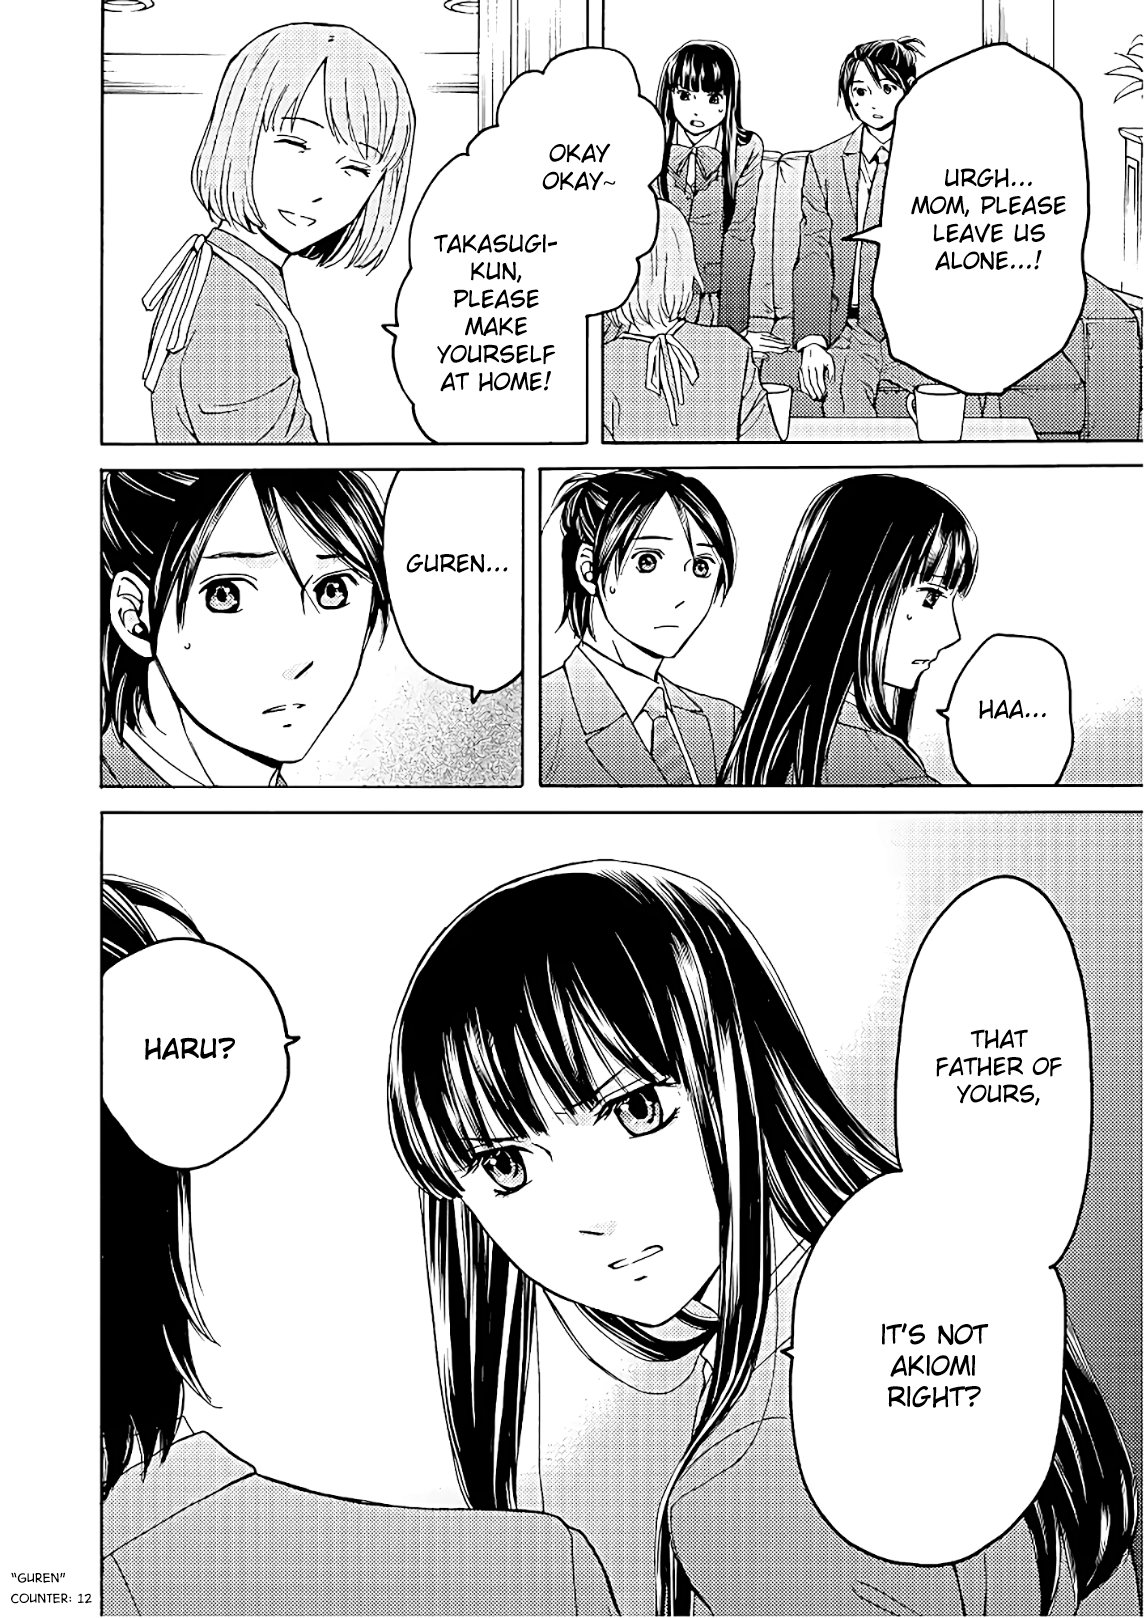 URGH...
MOM, PLEASE
LEAVE US
ALONE...!
OKAY
OKAY~
TAKASUGI-
KUN,
PLEASE
MAKE
YOURSELF
AT HOME!
HAA...
GUREN...
THAT
FATHER OF
YOURS,
IT'S NOT
AKIOMI
RIGHT?
HARU?
"GUREN"
COUNTER: 12